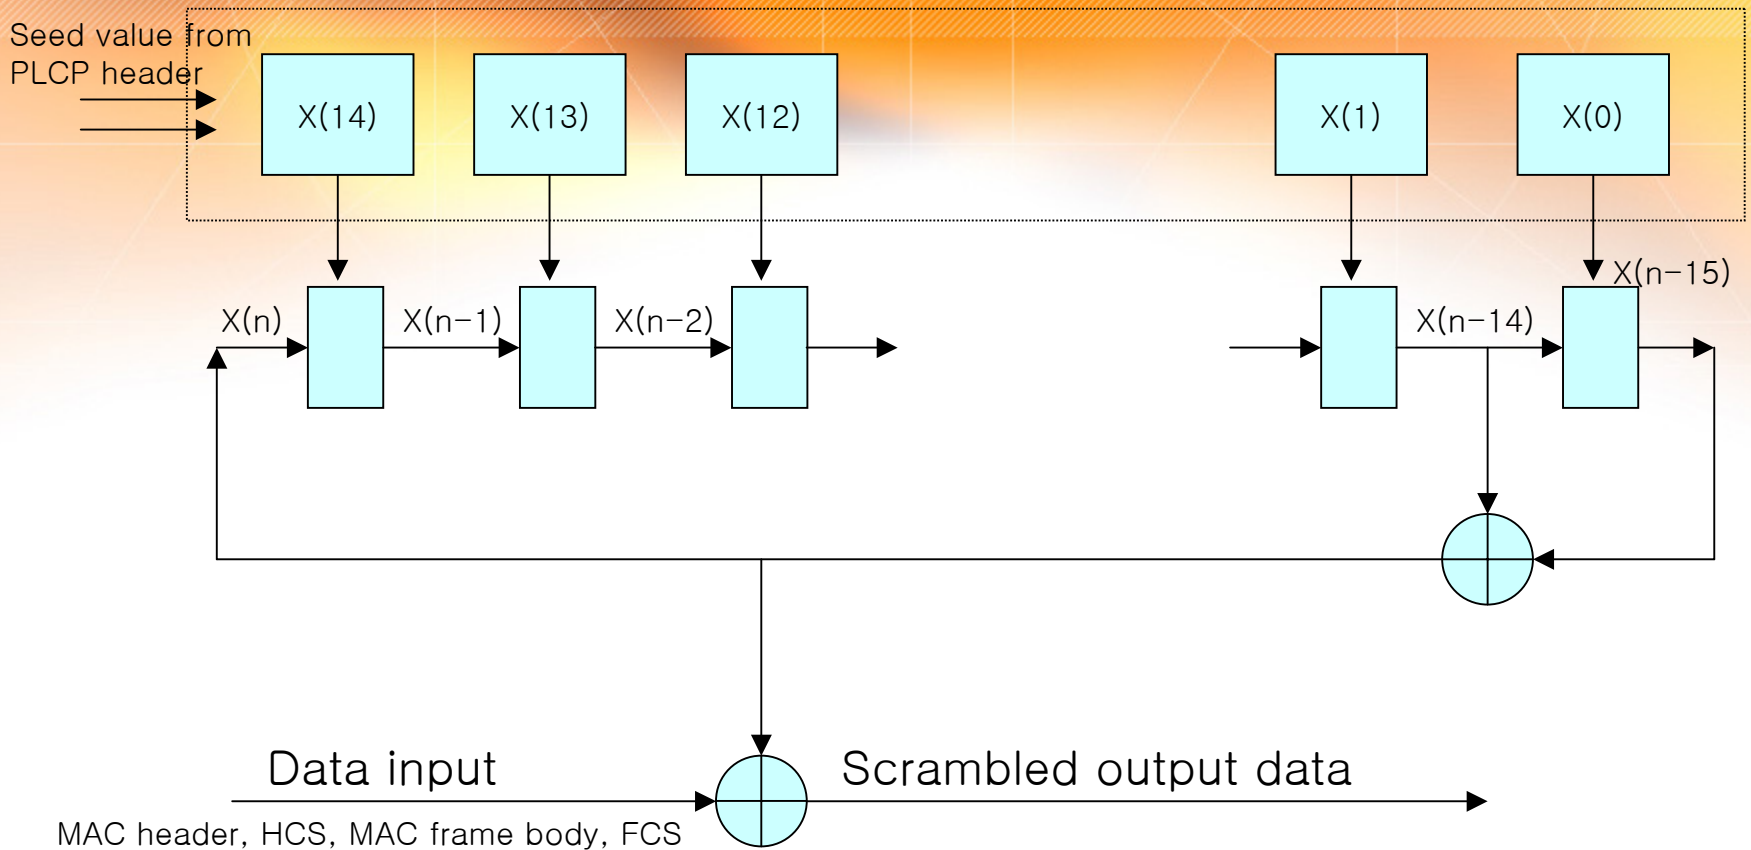 Seed value from
PLCP header
X(14)
X(13)
X(12)
X(1)
X(0)
X(n-15)
X(n)
X(n-1)
X(n-2)
X(n-14)
Data input
Scrambled output data
MAC header, HCS, MAC frame body, FCS